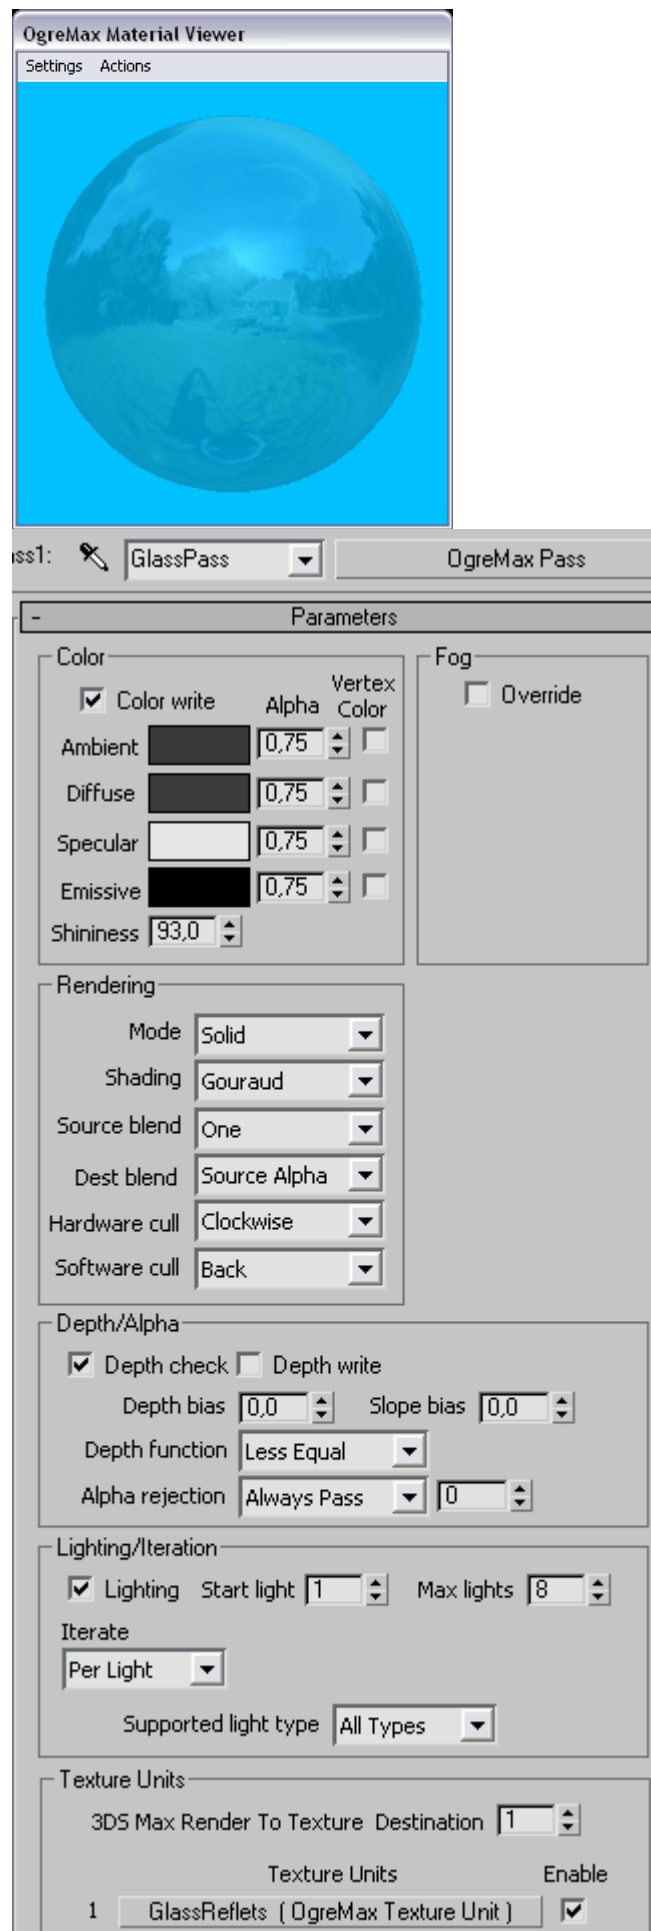 OgreMax Material Viewer
Settings Actions
ass1: GlassPass OgreMax Pass
- Parameters
Color Fog
Color write Alpha Vertex Color Override
Ambient 0,75
Diffuse 0,75
Specular 0,75
Emissive 0,75
Shininess 93,0
Rendering
Mode Solid
Shading Gouraud
Source blend One
Dest blend Source Alpha
Hardware cull Clockwise
Software cull Back
Depth/Alpha
Depth check Depth write
Depth bias 0,0 Slope bias 0,0
Depth function Less Equal
Alpha rejection Always Pass 0
Lighting/Iteration
Lighting Start light 1 Max lights 8
Iterate
Per Light
Supported light type All Types
Texture Units
3DS Max Render To Texture Destination 1
Texture Units Enable
1 GlassReflets ( OgreMax Texture Unit )